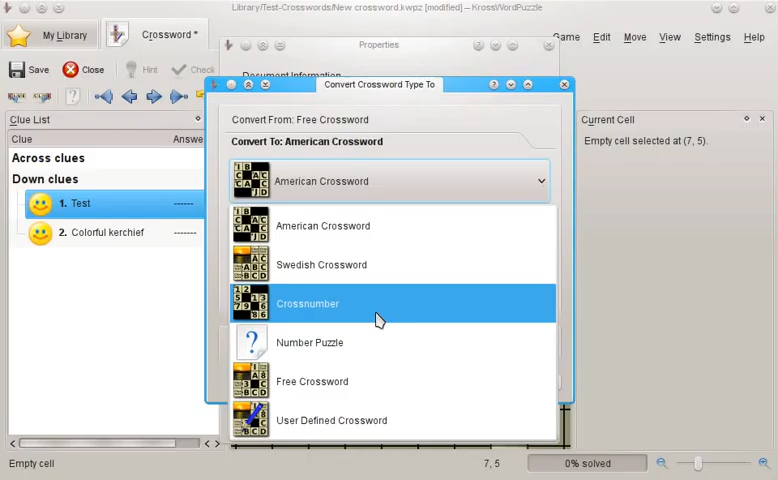 Library/Test-Crosswords/New crossword.kwpz [modified] – KrossWordPuzzle
My Library
Crossword *
Game Edit Move View Settings Help
Properties
Save Close Hint Check
Document Information
Convert Crossword Type To
Clue List
Clue Answe
Across clues
Down clues
1. Test ------
2. Colorful kerchief -----
Convert From: Free Crossword
Convert To: American Crossword
American Crossword
American Crossword
Swedish Crossword
Crossnumber
Number Puzzle
Free Crossword
User Defined Crossword
Current Cell
Empty cell selected at (7, 5).
Empty cell
7, 5
0% solved